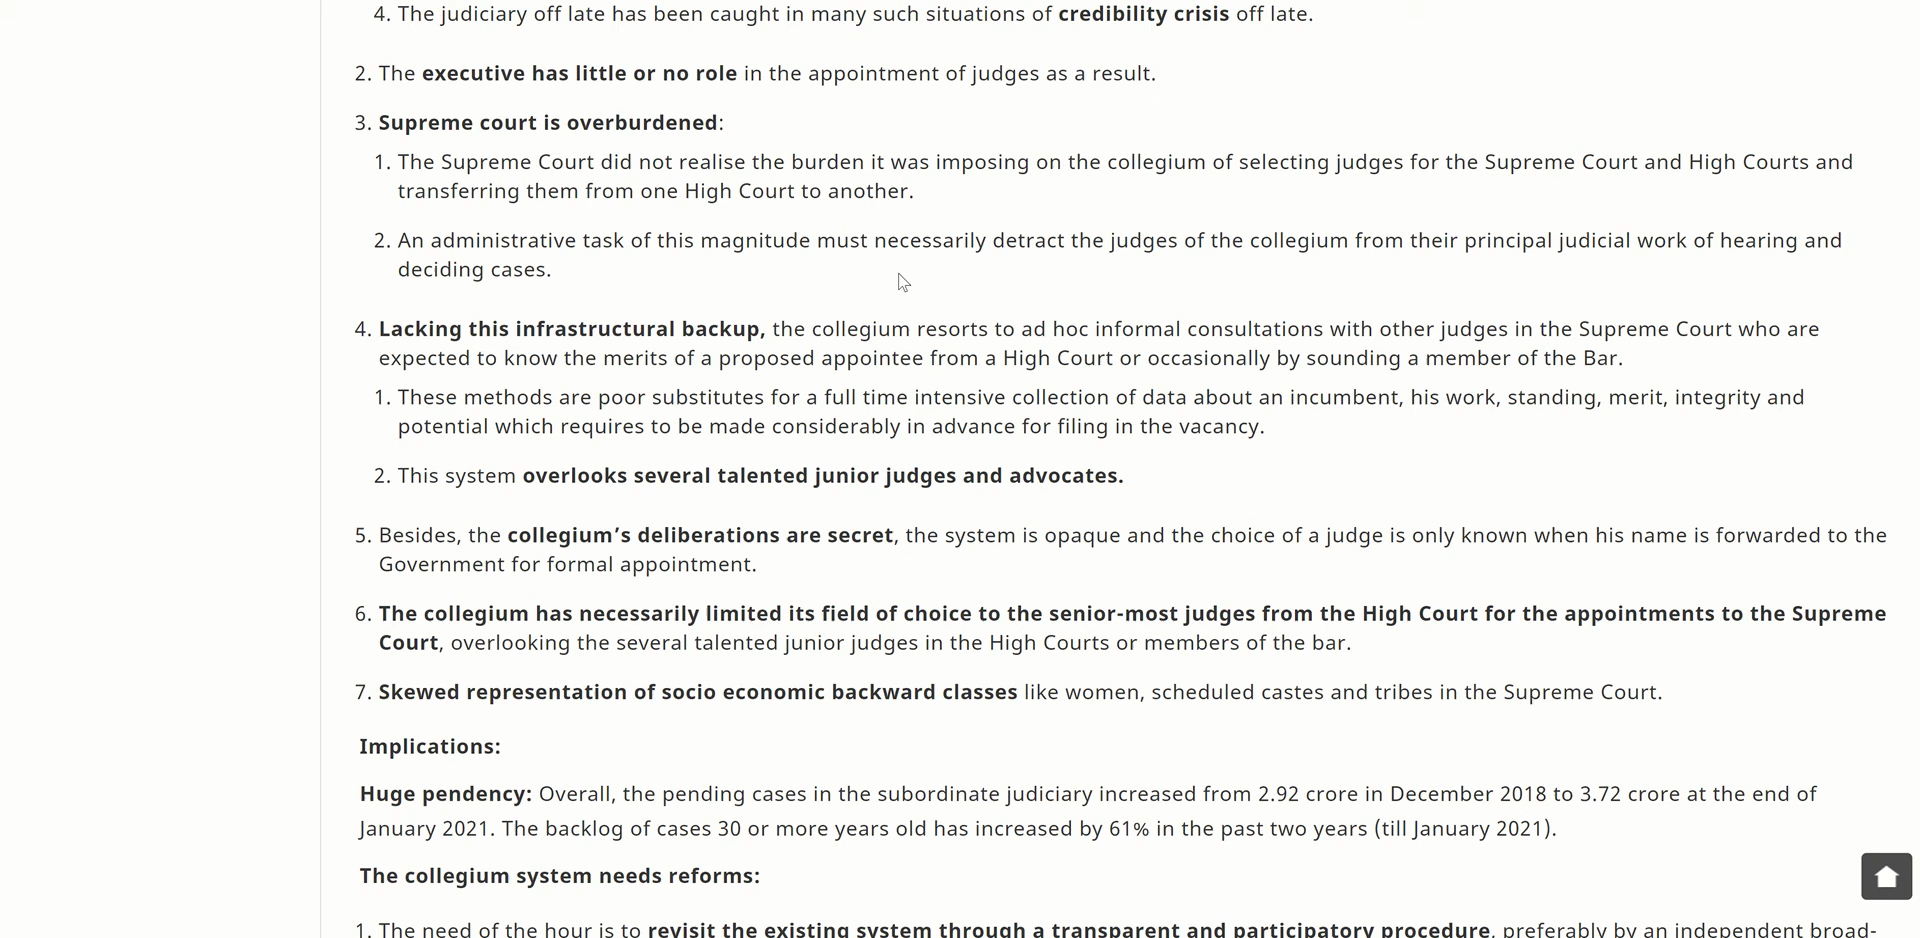 4. The judiciary off late has been caught in many such situations of credibility crisis off late.
2. The executive has little or no role in the appointment of judges as a result.
3. Supreme court is overburdened:
1. The Supreme Court did not realise the burden it was imposing on the collegium of selecting judges for the Supreme Court and High Courts and
transferring them from one High Court to another.
2. An administrative task of this magnitude must necessarily detract the judges of the collegium from their principal judicial work of hearing and
deciding cases.
4. Lacking this infrastructural backup, the collegium resorts to ad hoc informal consultations with other judges in the Supreme Court who are
expected to know the merits of a proposed appointee from a High Court or occasionally by sounding a member of the Bar.
1. These methods are poor substitutes for a full time intensive collection of data about an incumbent, his work, standing, merit, integrity and
potential which requires to be made considerably in advance for filing in the vacancy.
2. This system overlooks several talented junior judges and advocates.
5. Besides, the collegium’s deliberations are secret, the system is opaque and the choice of a judge is only known when his name is forwarded to the
Government for formal appointment.
6. The collegium has necessarily limited its field of choice to the senior-most judges from the High Court for the appointments to the Supreme
Court, overlooking the several talented junior judges in the High Courts or members of the bar.
7. Skewed representation of socio economic backward classes like women, scheduled castes and tribes in the Supreme Court.
Implications:
Huge pendency: Overall, the pending cases in the subordinate judiciary increased from 2.92 crore in December 2018 to 3.72 crore at the end of
January 2021. The backlog of cases 30 or more years old has increased by 61% in the past two years (till January 2021).
The collegium system needs reforms:
1. The need of the hour is to revisit the existing system through a transparent and participatory procedure, preferably by an independent broad-